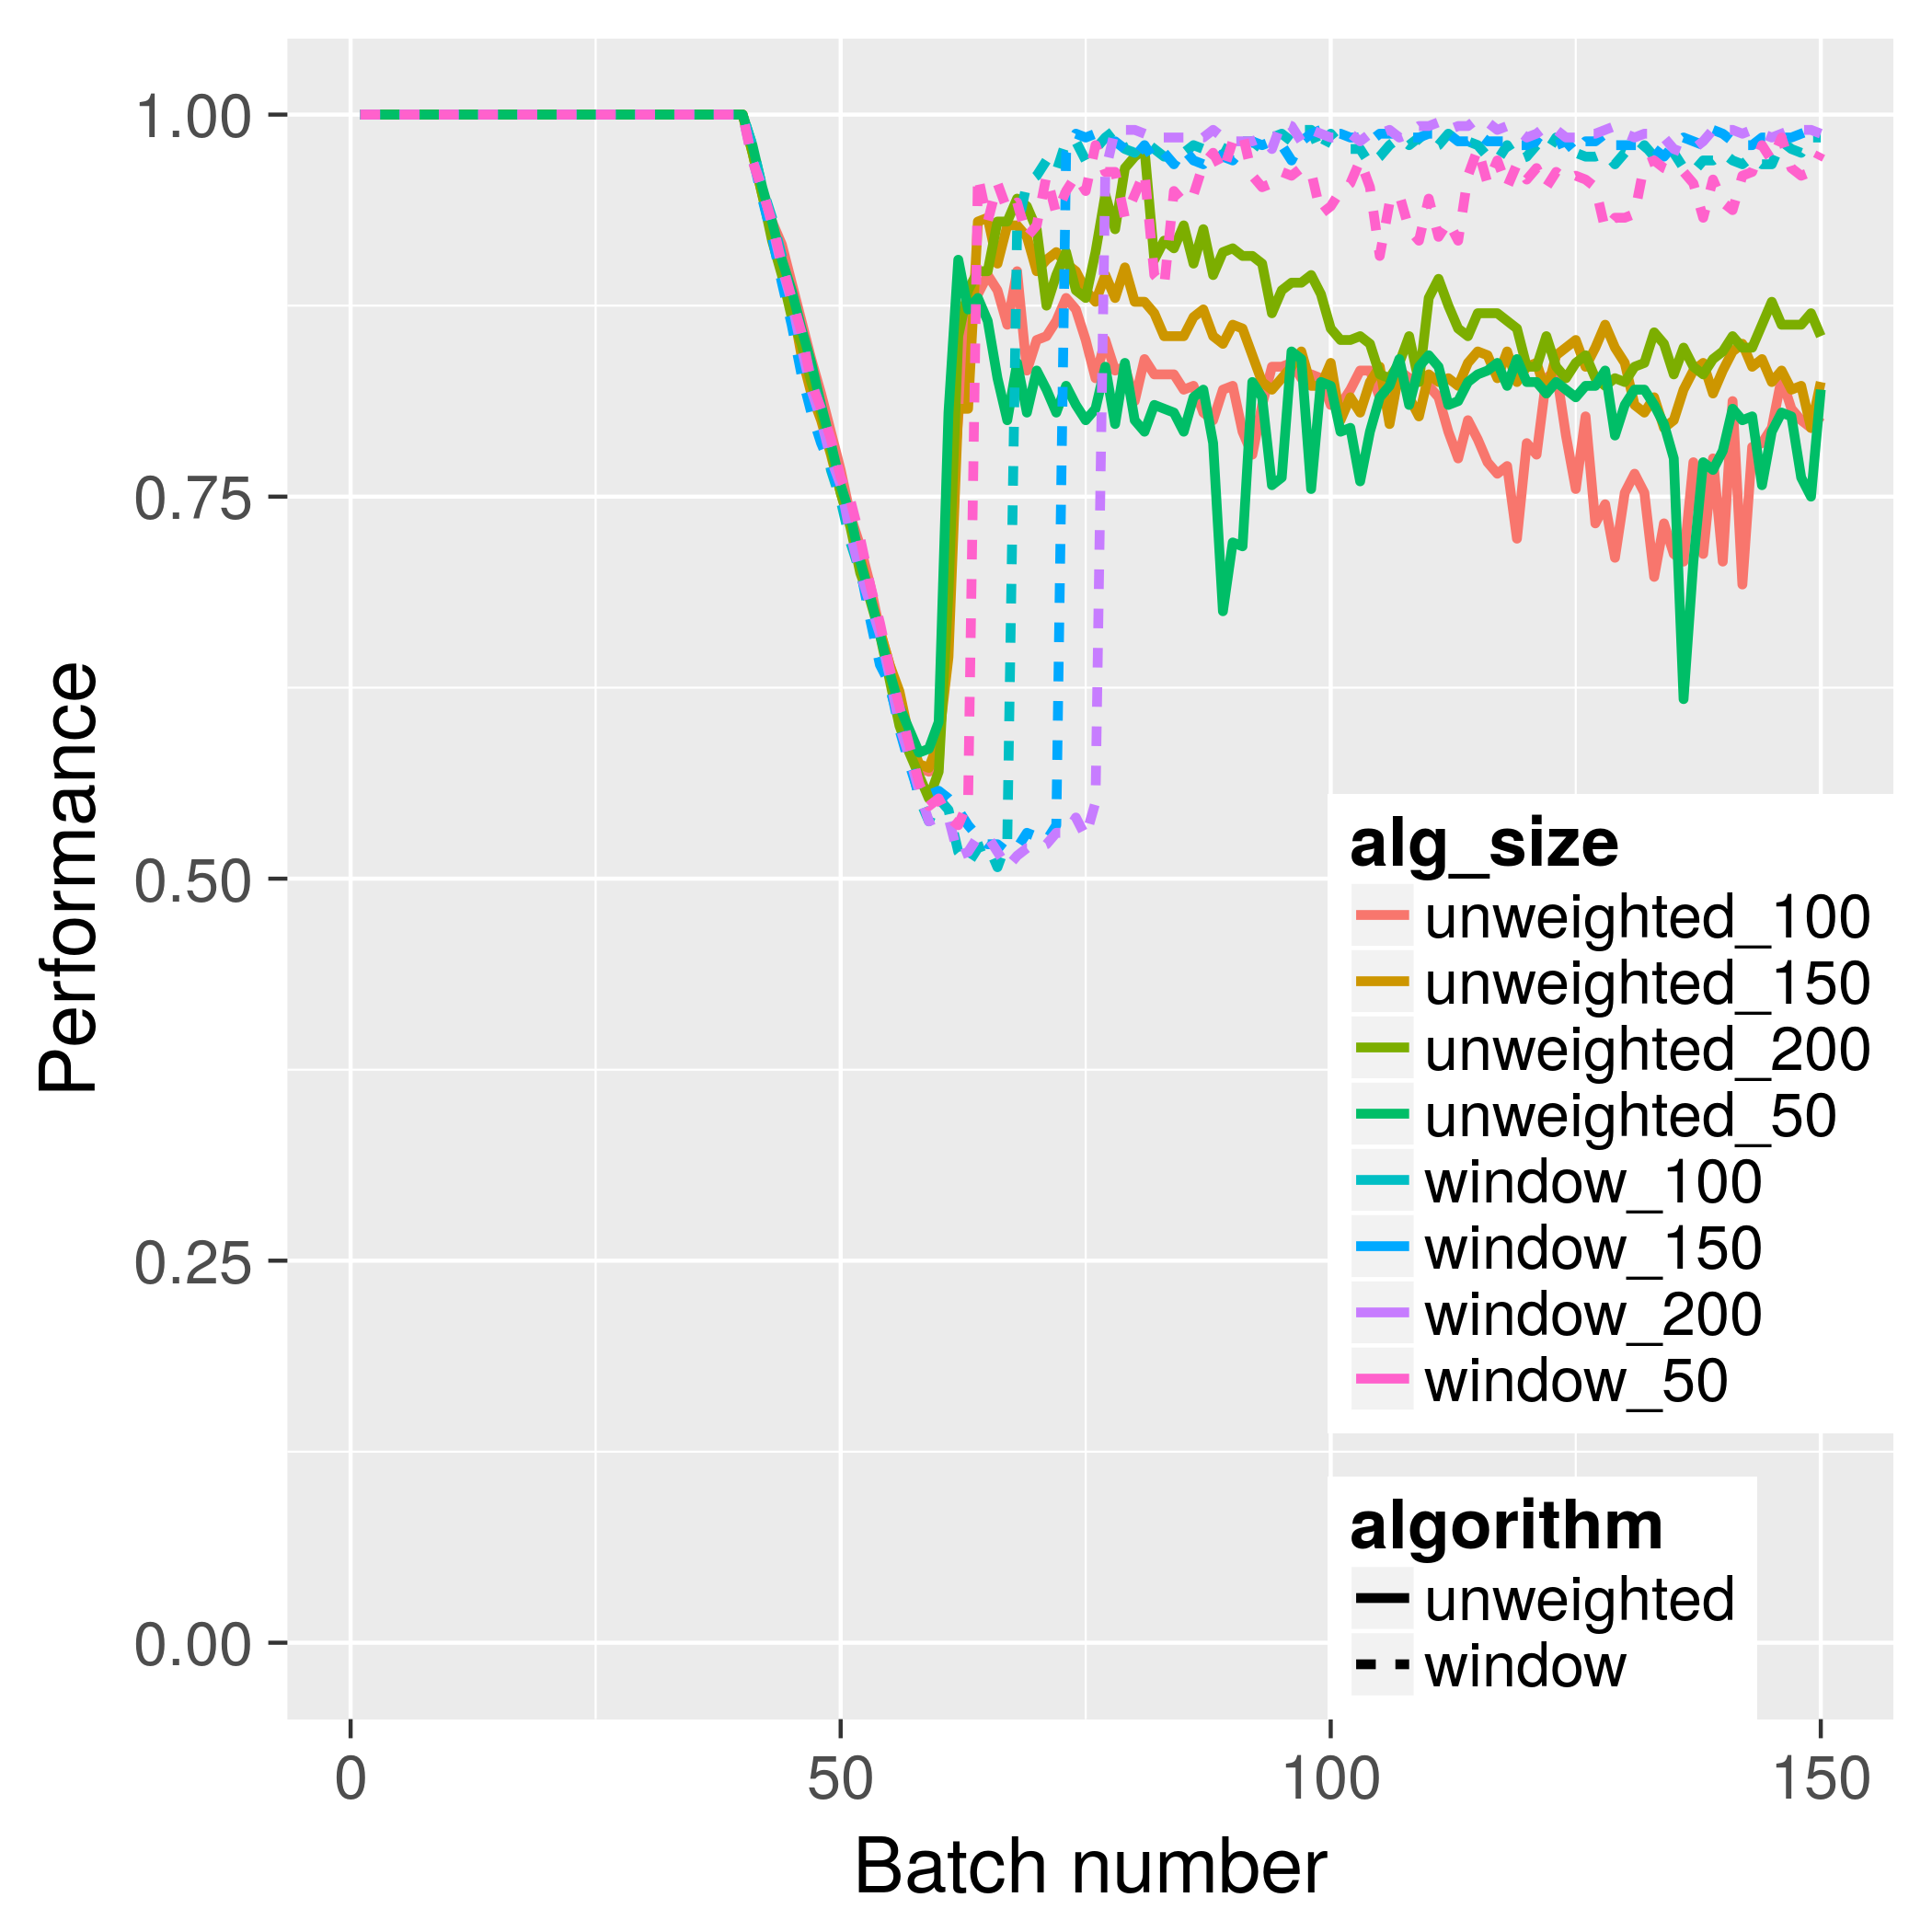 1.00
0.75
0.50
0.25
0.00
Performance
0
50
100
150
Batch number
alg_size
unweighted_100
unweighted_150
unweighted_200
unweighted_50
window_100
window_150
window_200
window_50
algorithm
unweighted
window